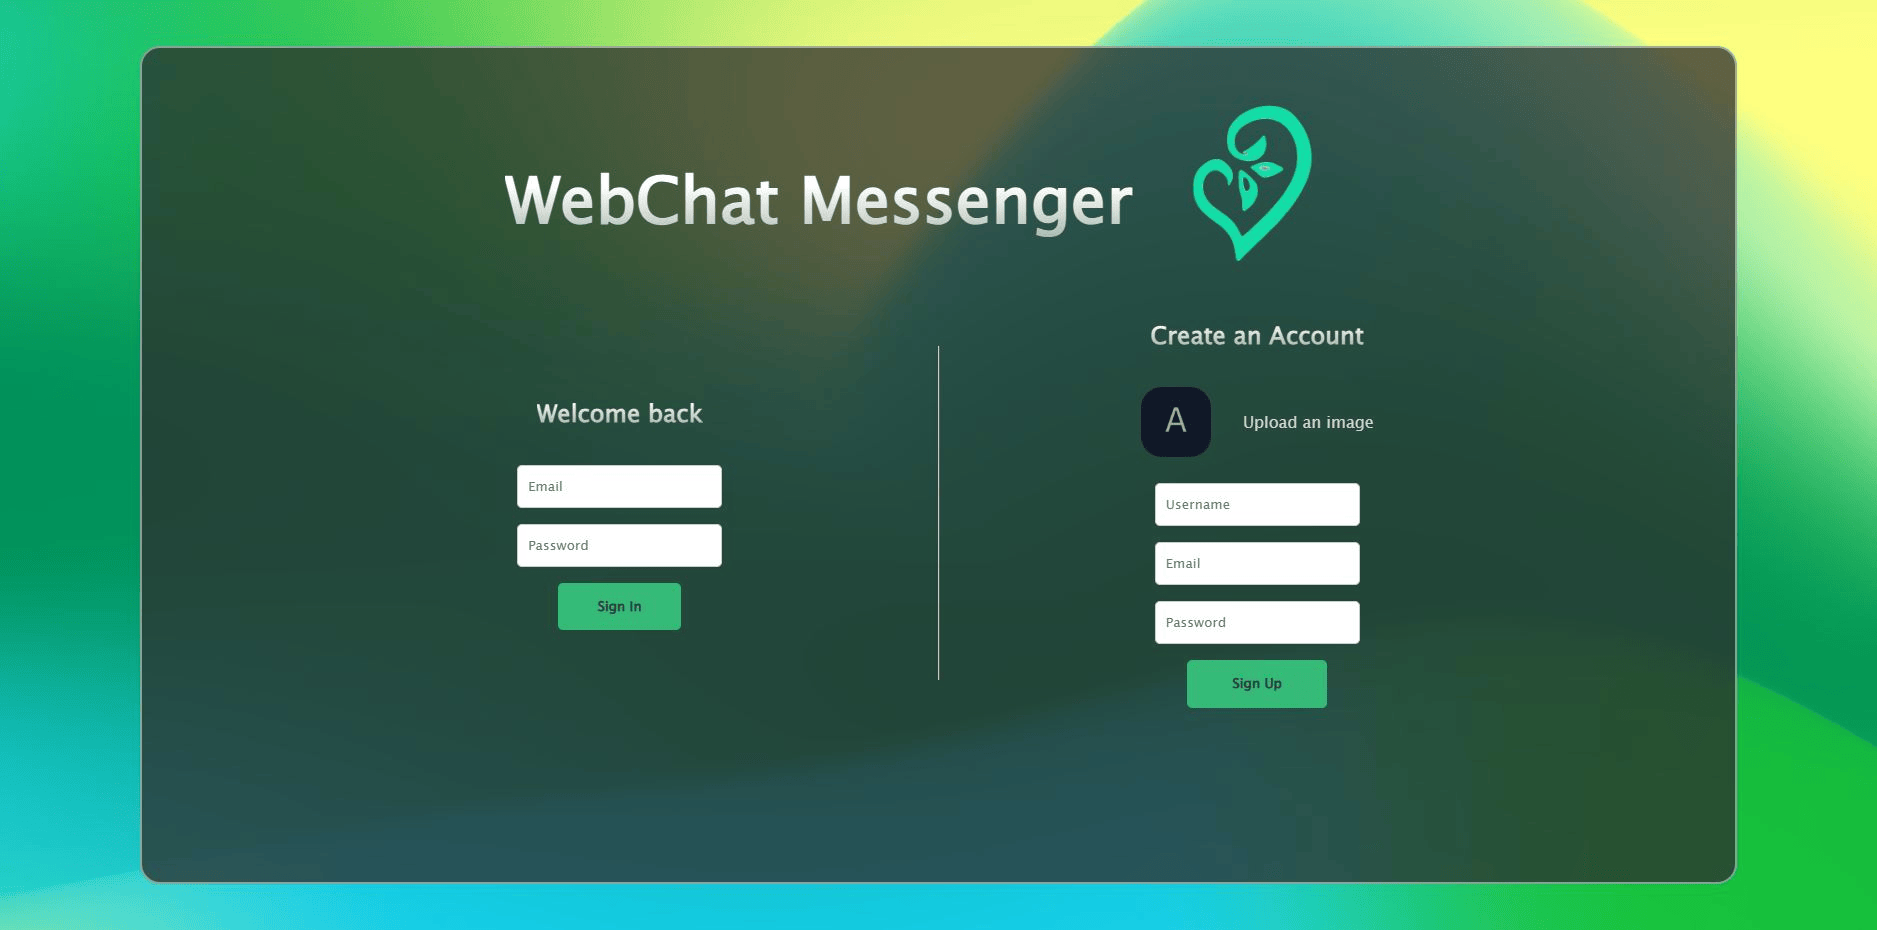 WebChat Messenger
Welcome back
Email
Password
Sign In
Create an Account
A
Upload an image
Username
Email
Password
Sign Up